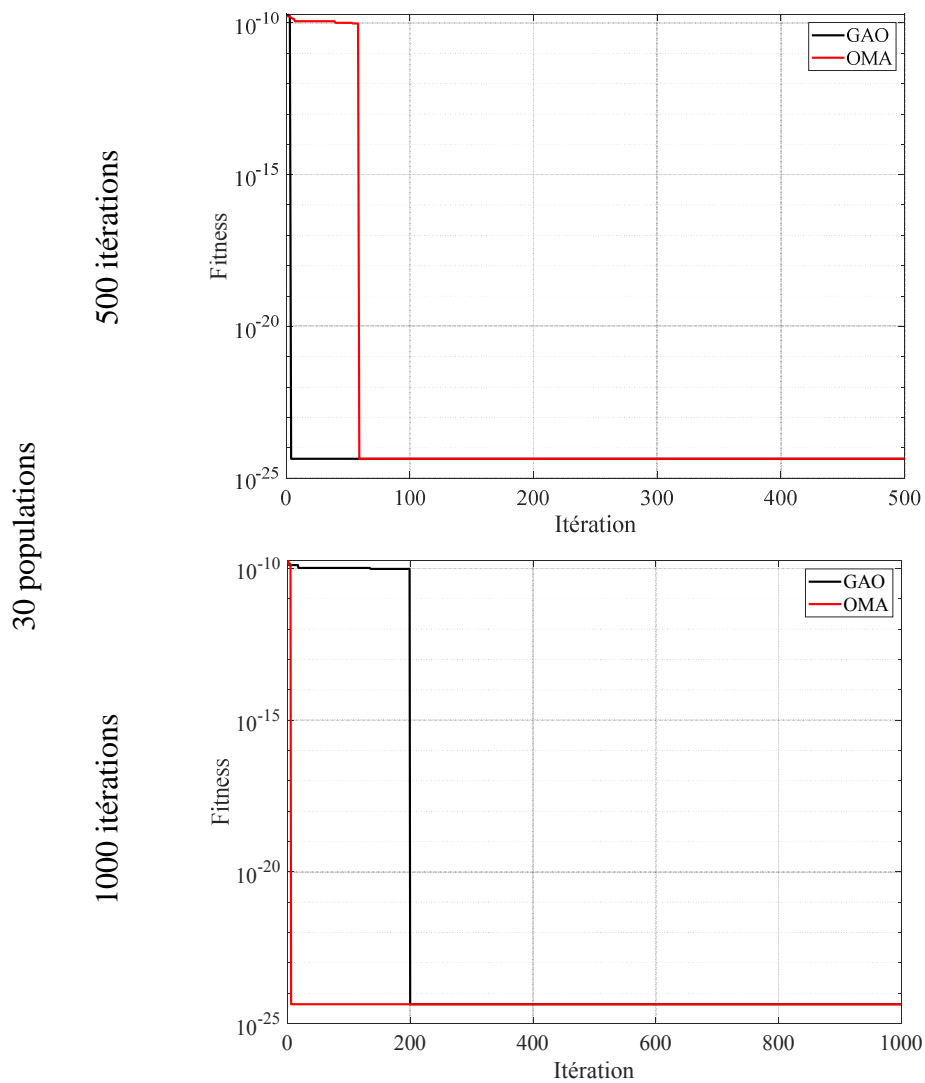 30 populations
500 itérations
Fitness
10^-10
10^-15
10^-20
10^-25
GAO
OMA
0 100 200 300 400 500
Itération
1000 itérations
Fitness
10^-10
10^-15
10^-20
10^-25
GAO
OMA
0 200 400 600 800 1000
Itération